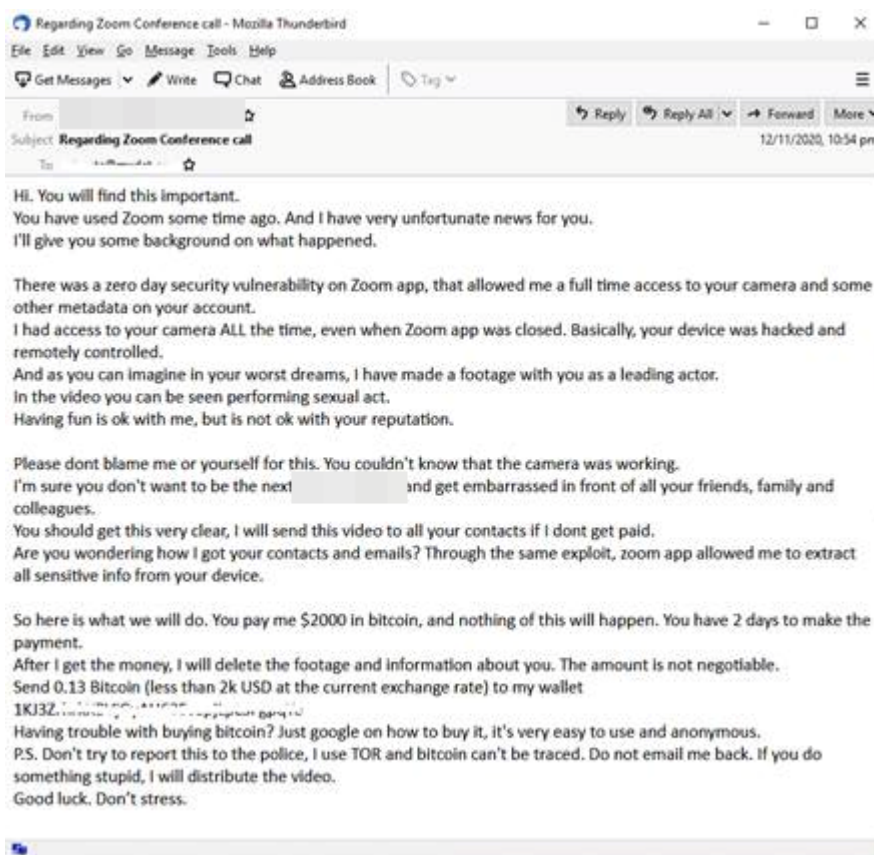 Regarding Zoom Conference call - Mozilla Thunderbird
File Edit View Go Message Tools Help
Get Messages Write Chat Address Book Tag
From Reply Reply All Forward More
Subject Regarding Zoom Conference call 12/11/2020, 10:54 pm
To
Hi. You will find this important.
You have used Zoom some time ago. And I have very unfortunate news for you.
I'll give you some background on what happened.
There was a zero day security vulnerability on Zoom app, that allowed me a full time access to your camera and some
other metadata on your account.
I had access to your camera ALL the time, even when Zoom app was closed. Basically, your device was hacked and
remotely controlled.
And as you can imagine in your worst dreams, I have made a footage with you as a leading actor.
In the video you can be seen performing sexual act.
Having fun is ok with me, but is not ok with your reputation.
Please dont blame me or yourself for this. You couldn't know that the camera was working.
I'm sure you don't want to be the next and get embarrassed in front of all your friends, family and
colleagues.
You should get this very clear, I will send this video to all your contacts if I dont get paid.
Are you wondering how I got your contacts and emails? Through the same exploit, zoom app allowed me to extract
all sensitive info from your device.
So here is what we will do. You pay me $2000 in bitcoin, and nothing of this will happen. You have 2 days to make the
payment.
After I get the money, I will delete the footage and information about you. The amount is not negotiable.
Send 0.13 Bitcoin (less than 2k USD at the current exchange rate) to my wallet
1KJ3Z
Having trouble with buying bitcoin? Just google on how to buy it, it's very easy to use and anonymous.
P.S. Don't try to report this to the police, I use TOR and bitcoin can't be traced. Do not email me back. If you do
something stupid, I will distribute the video.
Good luck. Don't stress.